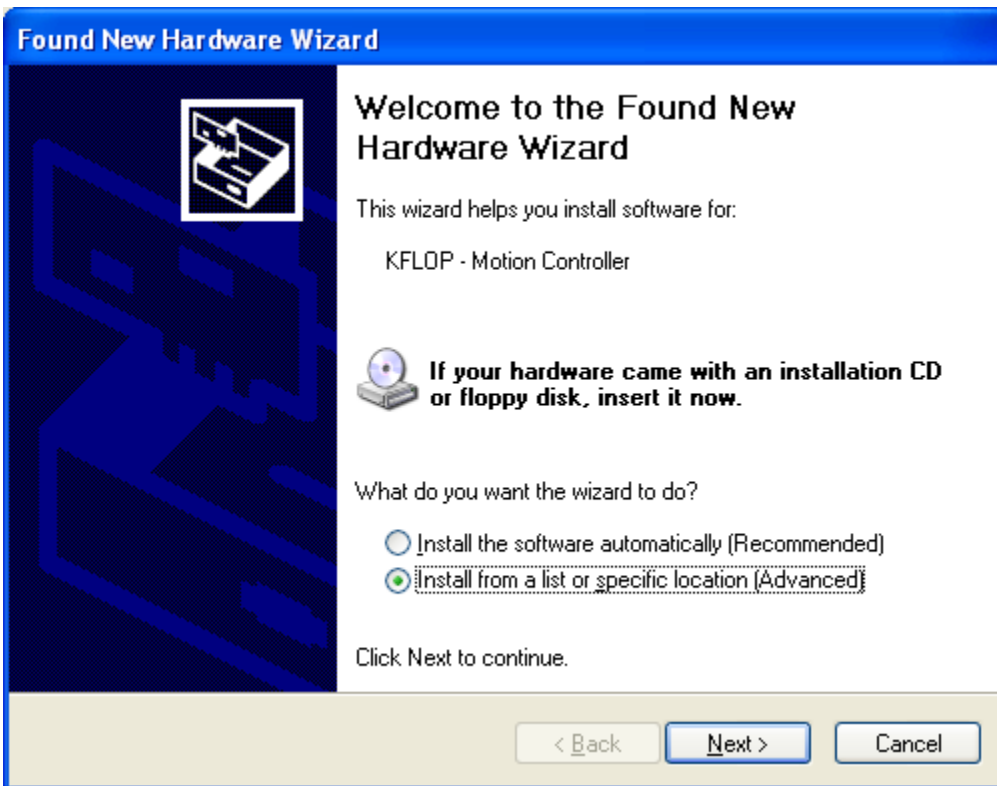 Found New Hardware Wizard
Welcome to the Found New
Hardware Wizard
This wizard helps you install software for:
KFLOP - Motion Controller
If your hardware came with an installation CD
or floppy disk, insert it now.
What do you want the wizard to do?
Install the software automatically (Recommended)
Install from a list or specific location (Advanced)
Click Next to continue.
< Back Next > Cancel